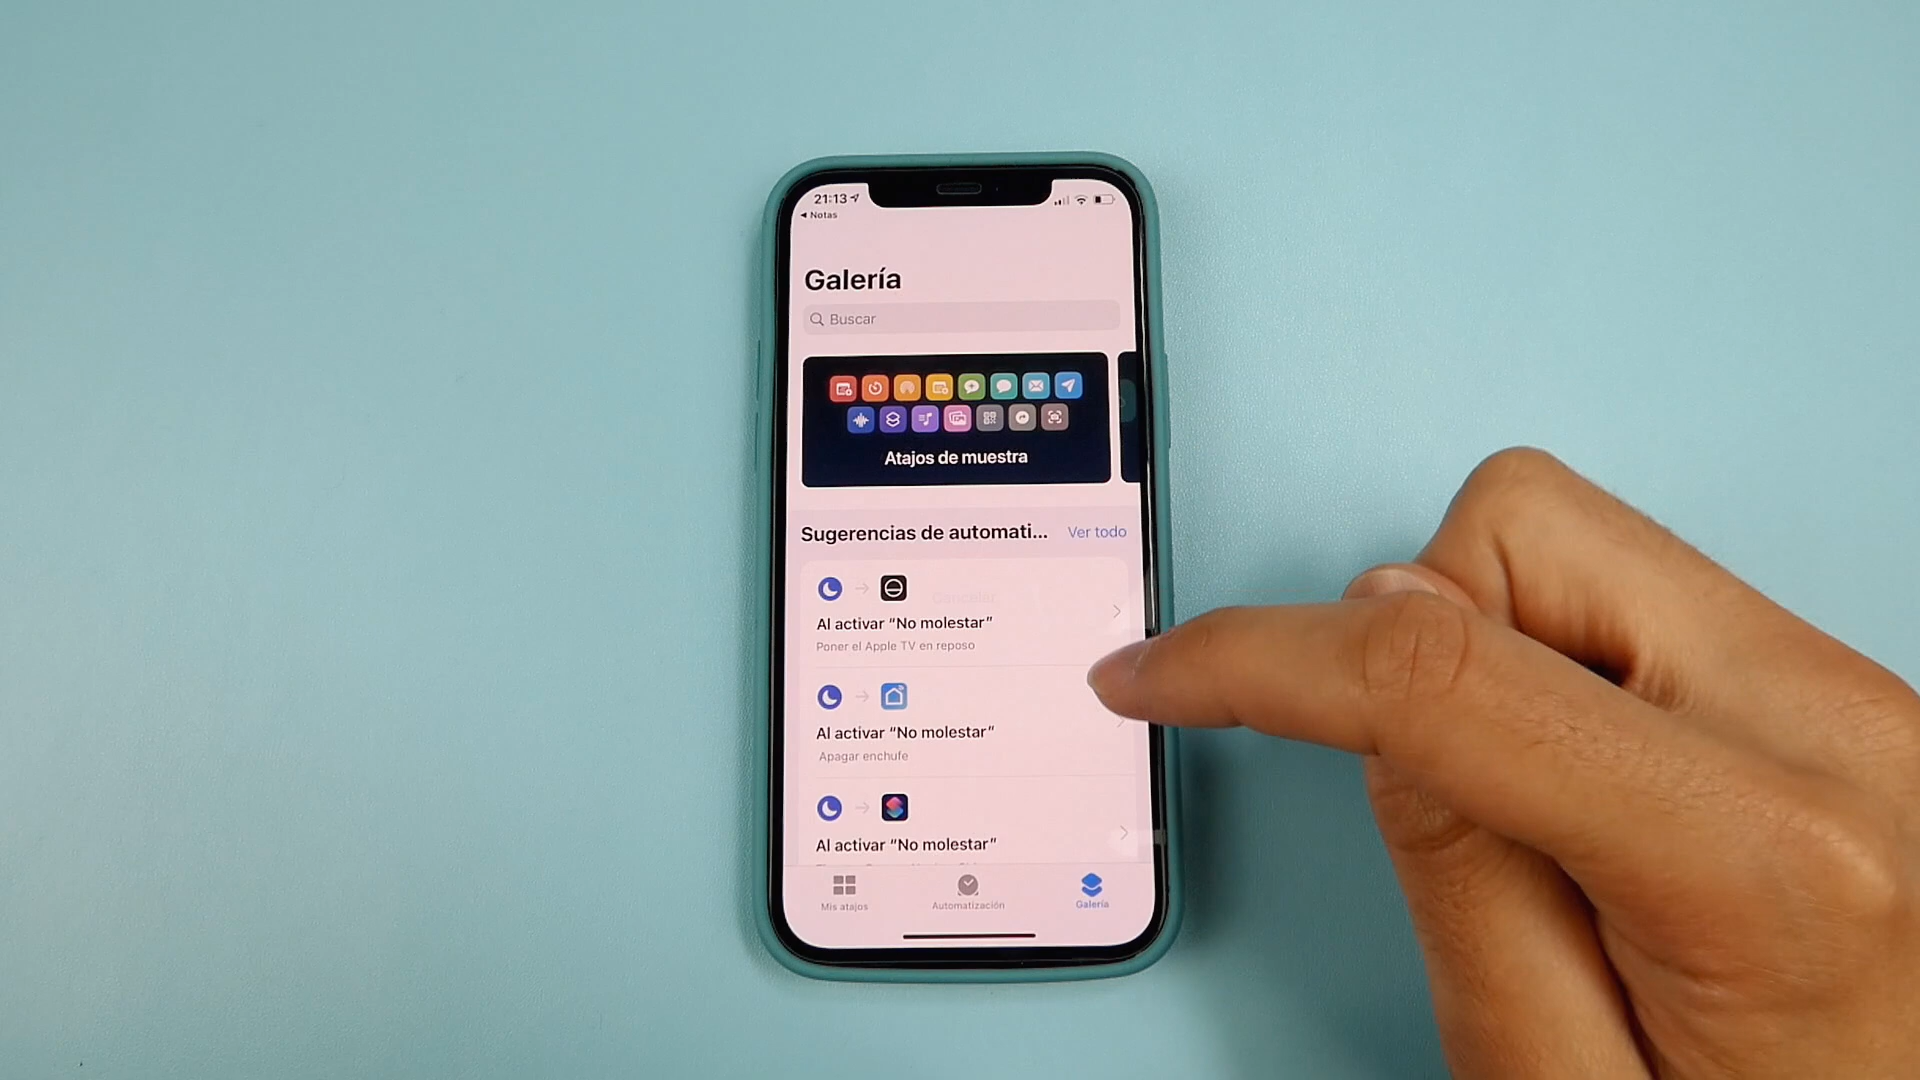 21:13
Notas
Galería
Buscar
Atajos de muestra
Sugerencias de automati... Ver todo
Cancelar
Al activar “No molestar”
Poner el Apple TV en reposo
Al activar “No molestar”
Apagar enchufe
Al activar “No molestar”
Mis atajos Automatización Galería